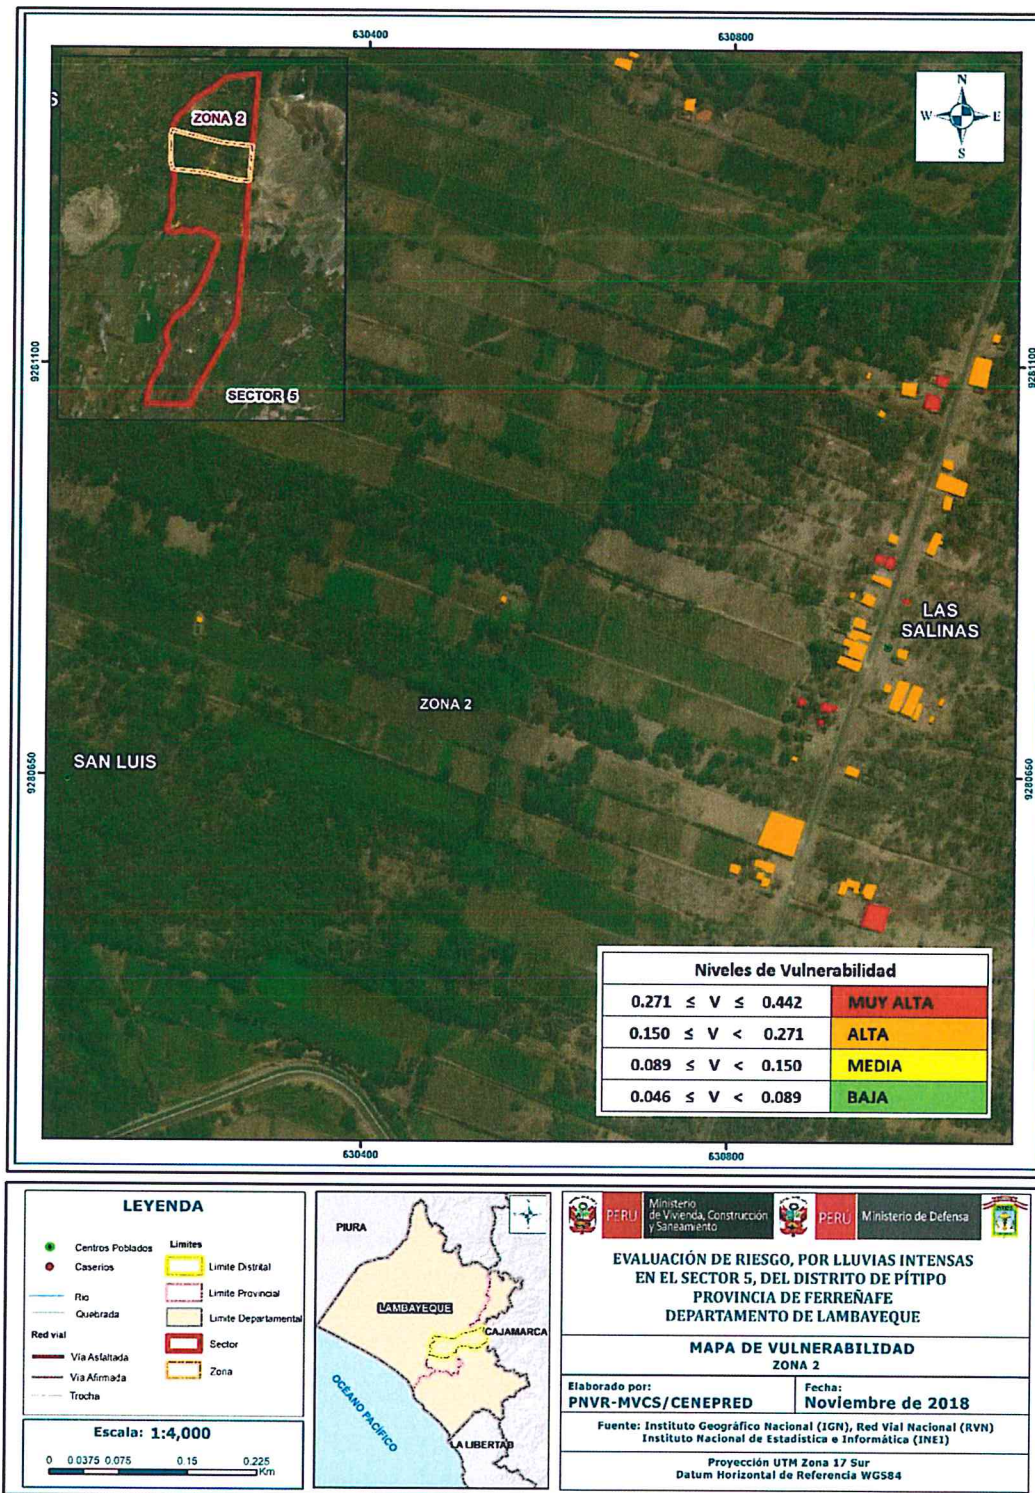 630400
630800
S
ZONA 2
SECTOR 5
N
W
E
S
9281100
9281100
LAS
SALINAS
ZONA 2
SAN LUIS
9280650
9280650
Niveles de Vulnerabilidad
0.271 ≤ V ≤ 0.442 MUY ALTA
0.150 ≤ V < 0.271 ALTA
0.089 ≤ V < 0.150 MEDIA
0.046 ≤ V < 0.089 BAJA
630400
630800
LEYENDA
Centros Poblados
Caserios
Rio
Quebrada
Red vial
Vía Asfaltada
Vía Afirmada
Trocha
Limites
Limite Distrital
Limite Provincial
Limite Departamental
Sector
Zona
Escala: 1:4,000
0 0.0375 0.075 0.15 0.225
Km
PIURA
LAMBAYEQUE
CAJAMARCA
OCÉANO PACÍFICO
LA LIBERTAD
PERÚ
Ministerio
de Vivienda, Construcción
y Saneamiento
PERÚ
Ministerio de Defensa
EVALUACIÓN DE RIESGO, POR LLUVIAS INTENSAS
EN EL SECTOR 5, DEL DISTRITO DE PÍTIPO
PROVINCIA DE FERREÑAFE
DEPARTAMENTO DE LAMBAYEQUE
MAPA DE VULNERABILIDAD
ZONA 2
Elaborado por:
PNVR-MVCS/CENEPRED
Fecha:
Noviembre de 2018
Fuente: Instituto Geográfico Nacional (IGN), Red Vial Nacional (RVN)
Instituto Nacional de Estadística e Informática (INEI)
Proyección UTM Zona 17 Sur
Datum Horizontal de Referencia WGS84